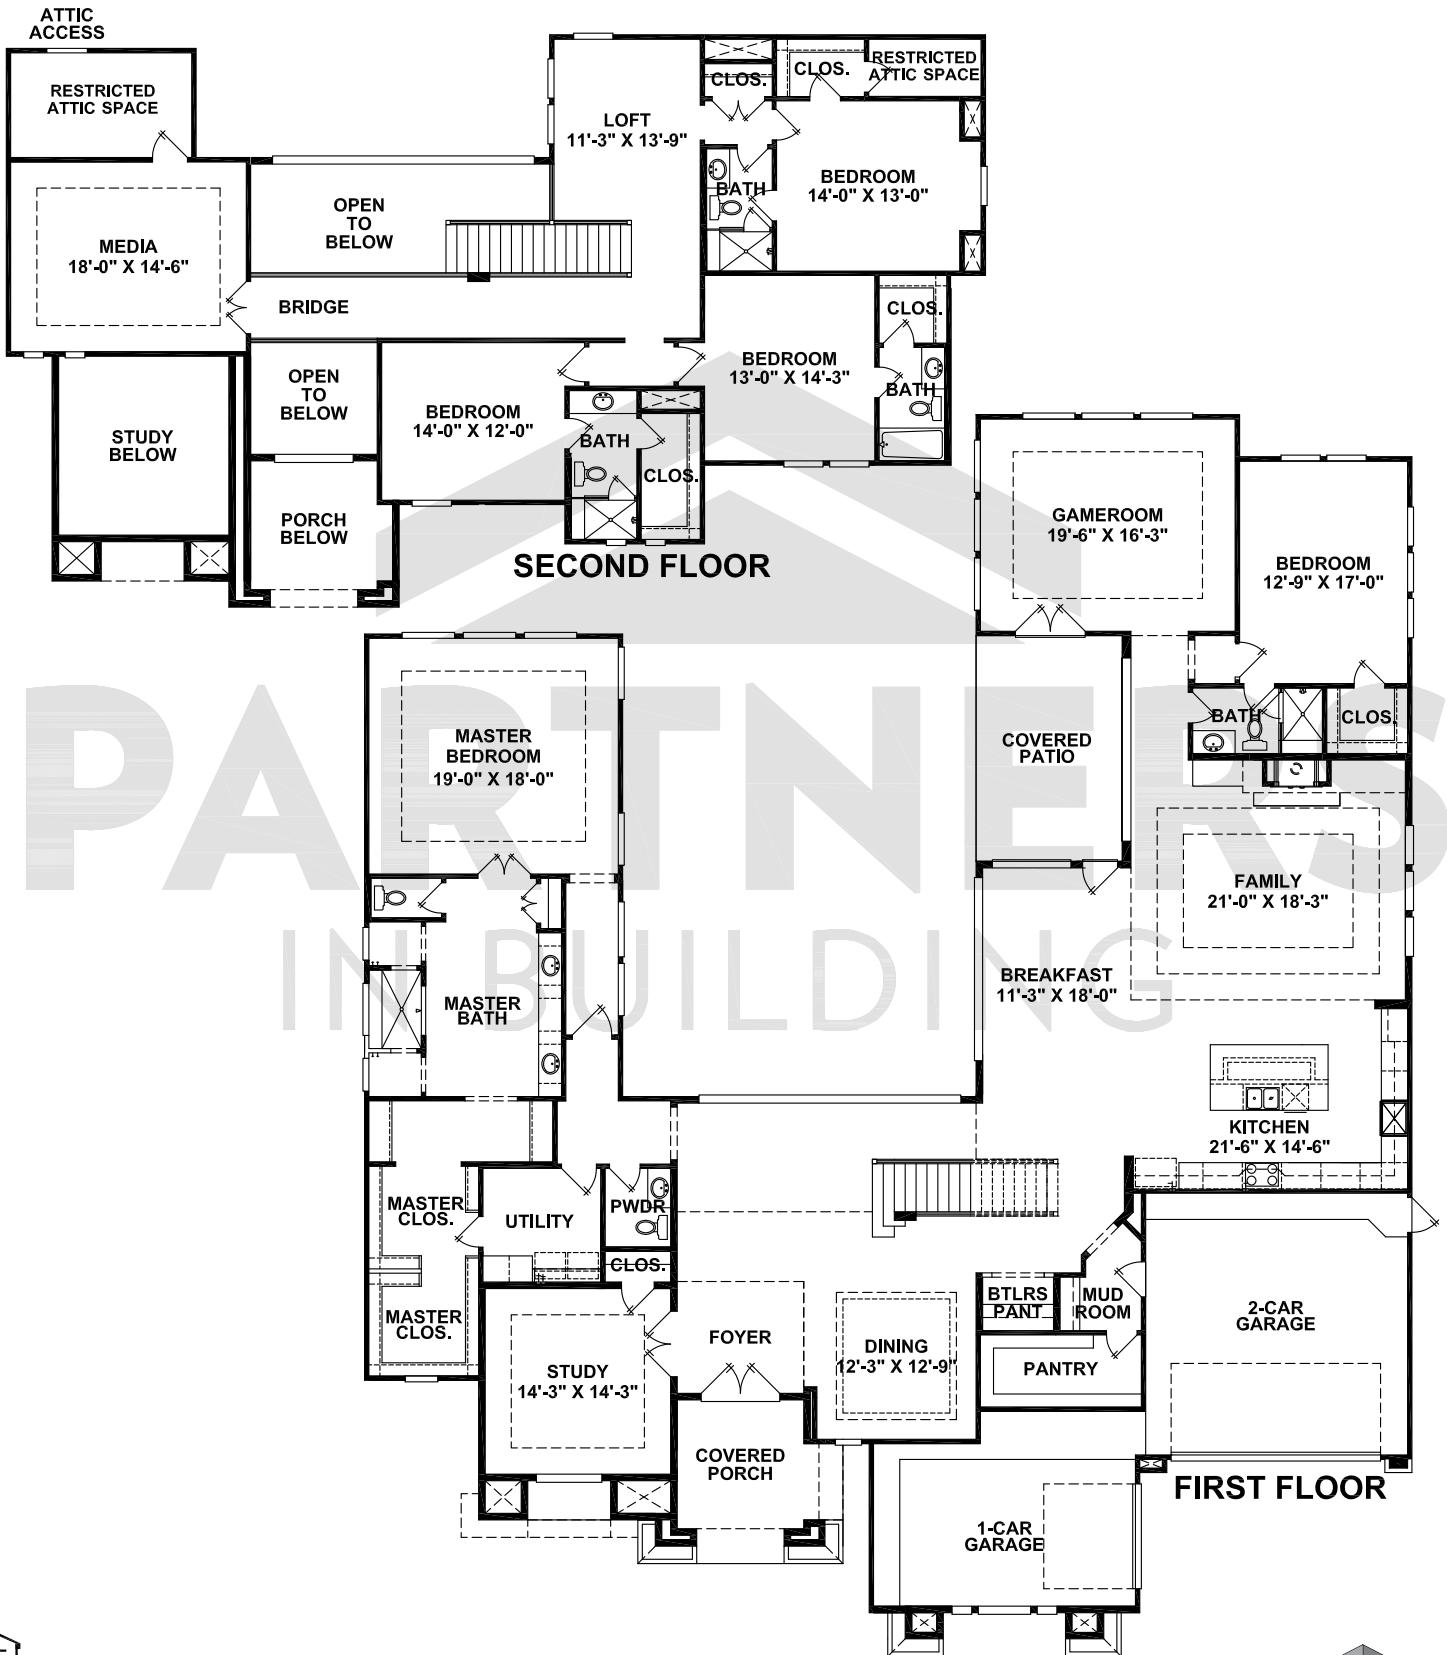 ATTIC
ACCESS
RESTRICTED
ATTIC SPACE
MEDIA
18'-0" X 14'-6"
OPEN
TO
BELOW
BRIDGE
LOFT
11'-3" X 13'-9"
CLOS.
CLOS.
RESTRICTED
ATTIC SPACE
BATH
BEDROOM
14'-0" X 13'-0"
BEDROOM
13'-0" X 14'-3"
CLOS.
BATH
OPEN
TO
BELOW
BEDROOM
14'-0" X 12'-0"
BATH
CLOS.
STUDY
BELOW
PORCH
BELOW
SECOND FLOOR
GAMEROOM
19'-6" X 16'-3"
BEDROOM
12'-9" X 17'-0"
BATH
CLOS.
COVERED
PATIO
MASTER
BEDROOM
19'-0" X 18'-0"
PARTNERS
IN BUILDING
FAMILY
21'-0" X 18'-3"
BREAKFAST
11'-3" X 18'-0"
MASTER
BATH
KITCHEN
21'-6" X 14'-6"
MASTER
CLOS.
UTILITY
PWDR
CLOS.
MASTER
CLOS.
STUDY
14'-3" X 14'-3"
FOYER
DINING
12'-3" X 12'-9"
BTLRS
PANT
MUD
ROOM
PANTRY
2-CAR
GARAGE
COVERED
PORCH
1-CAR
GARAGE
FIRST FLOOR